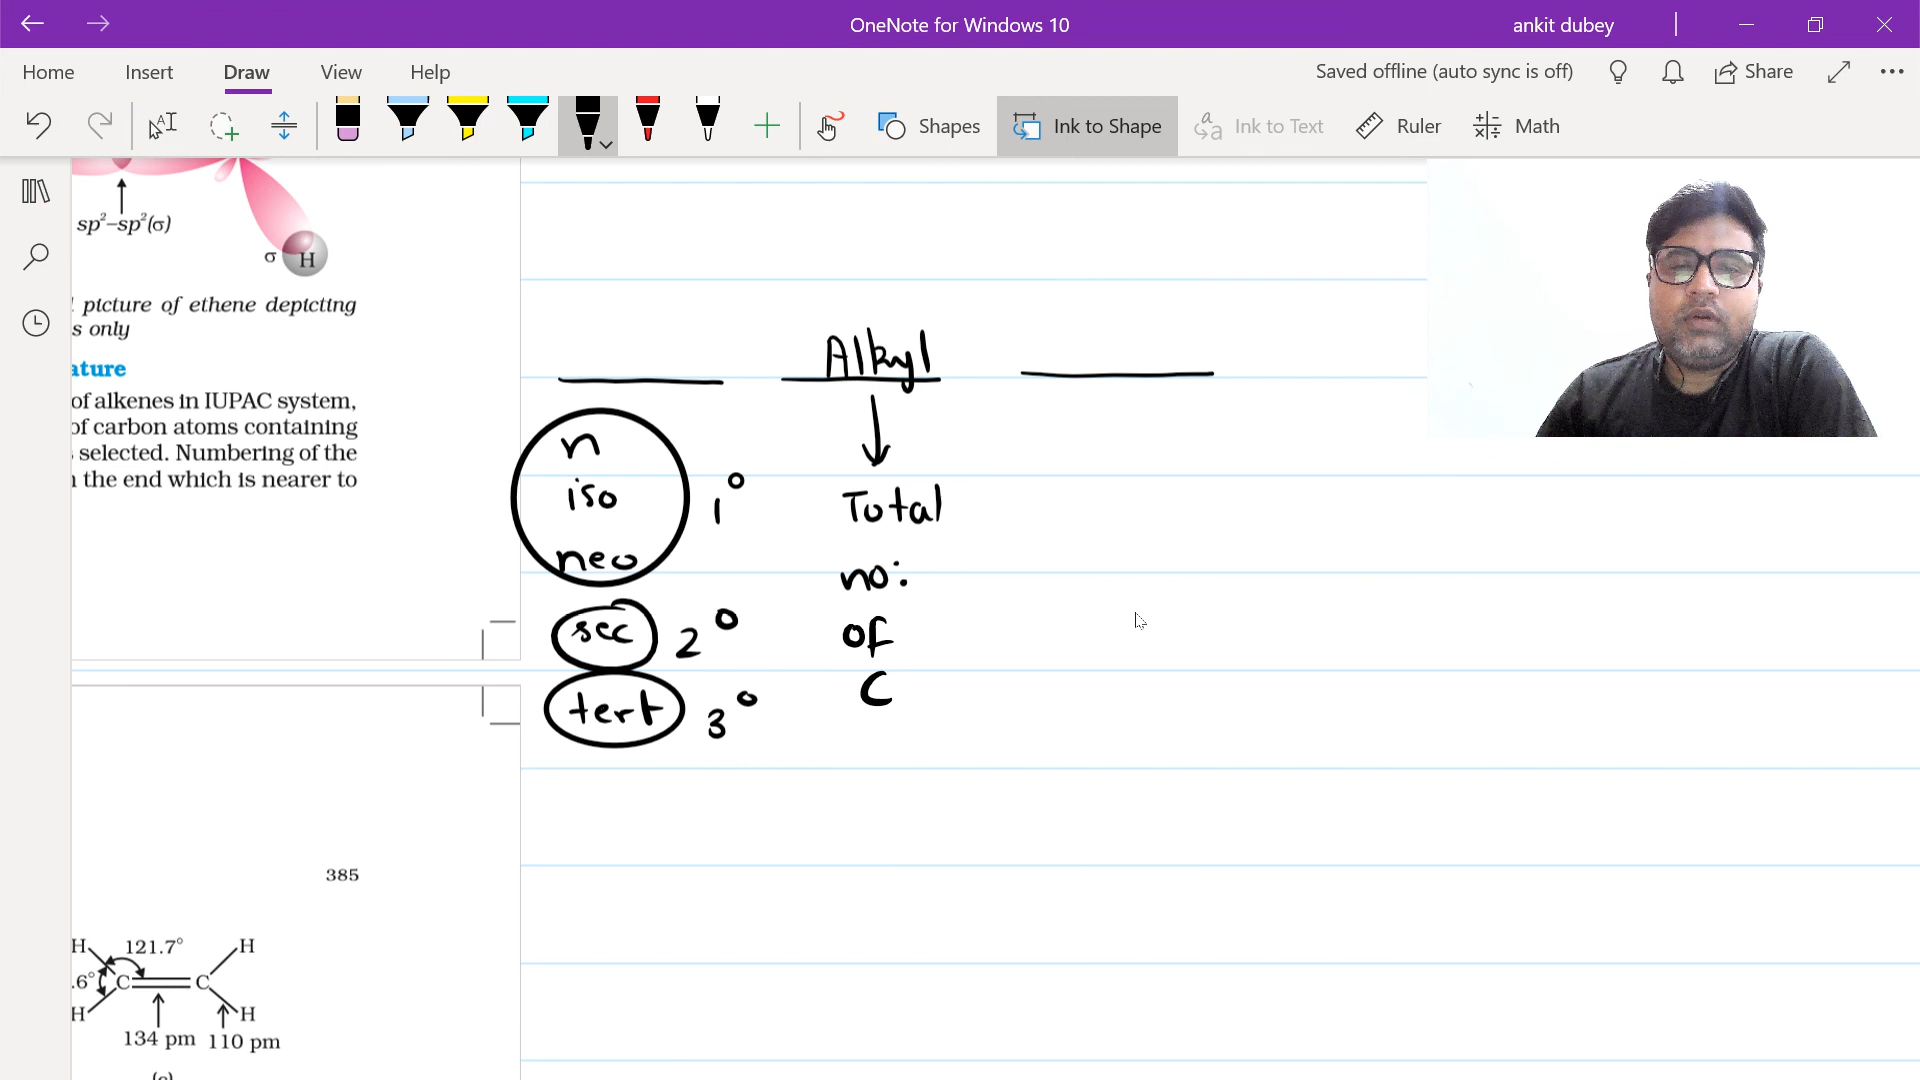 OneNote for Windows 10
ankit dubey
Home Insert Draw View Help
Saved offline (auto sync is off) Share
Shapes Ink to Shape Ink to Text Ruler Math
sp²–sp²(σ)
σ H
picture of ethene depicting
s only
ature
of alkenes in IUPAC system,
of carbon atoms containing
selected. Numbering of the
the end which is nearer to
385
H 121.7° H
.6° C C
H H
134 pm 110 pm
Alkyl
n
iso 1°
neo
sec 2°
tert 3°
Total
no:
of
C